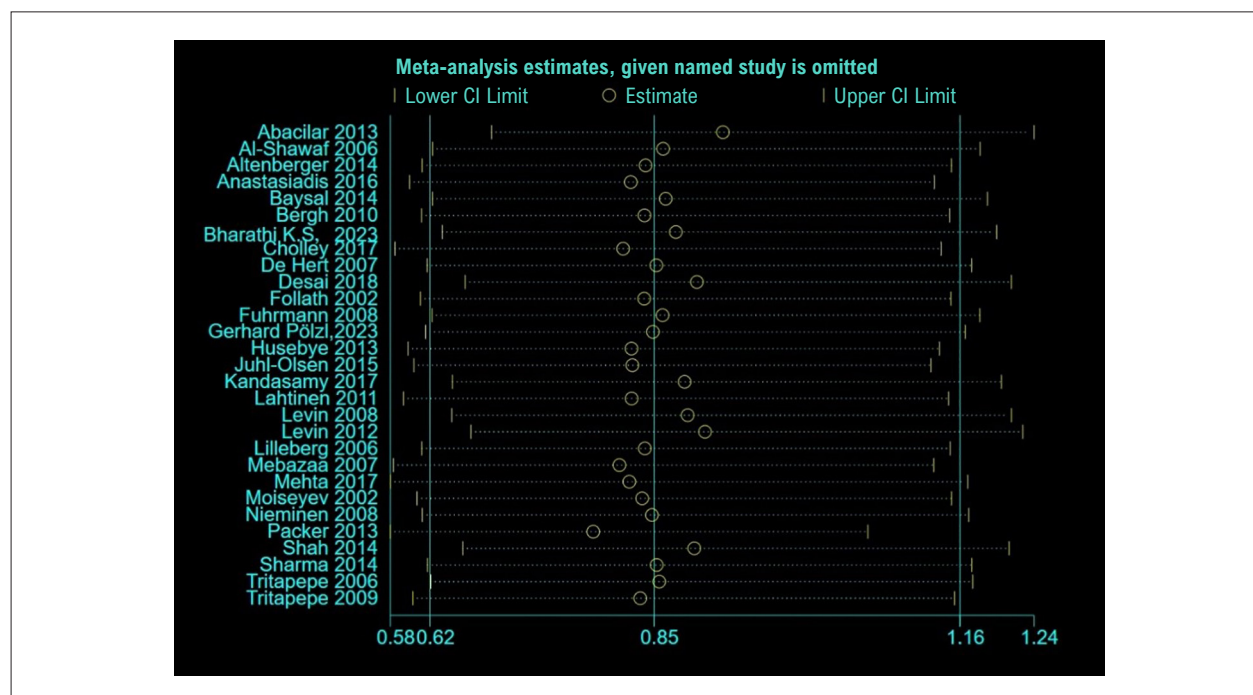 Meta-analysis estimates, given named study is omitted
Lower CI Limit Estimate Upper CI Limit
Abacilar 2013
Al-Shawaf 2006
Altenberger 2014
Anastasiadis 2016
Baysal 2014
Bergh 2010
Bharathi K.S, 2023
Cholley 2017
De Hert 2007
Desai 2018
Follath 2002
Fuhrmann 2008
Gerhard Pölzl,2023
Husebye 2013
Juhl-Olsen 2015
Kandasamy 2017
Lahtinen 2011
Levin 2008
Levin 2012
Lilleberg 2006
Mebazaa 2007
Mehta 2017
Moiseyev 2002
Nieminen 2008
Packer 2013
Shah 2014
Sharma 2014
Tritapepe 2006
Tritapepe 2009
0.58 0.62 0.85 1.16 1.24